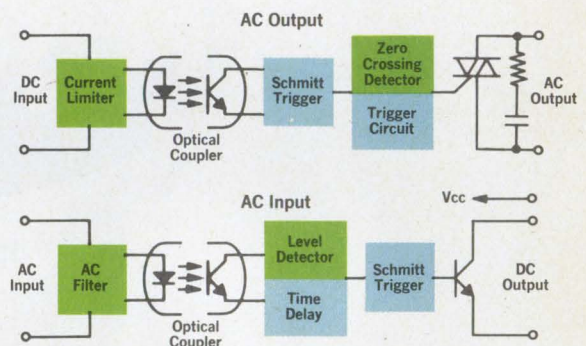 AC Output
DC
Input
Current
Limiter
Optical
Coupler
Schmitt
Trigger
Zero
Crossing
Detector
Trigger
Circuit
AC
Output
AC Input
AC
Input
AC
Filter
Optical
Coupler
Level
Detector
Time
Delay
Schmitt
Trigger
Vcc
DC
Output